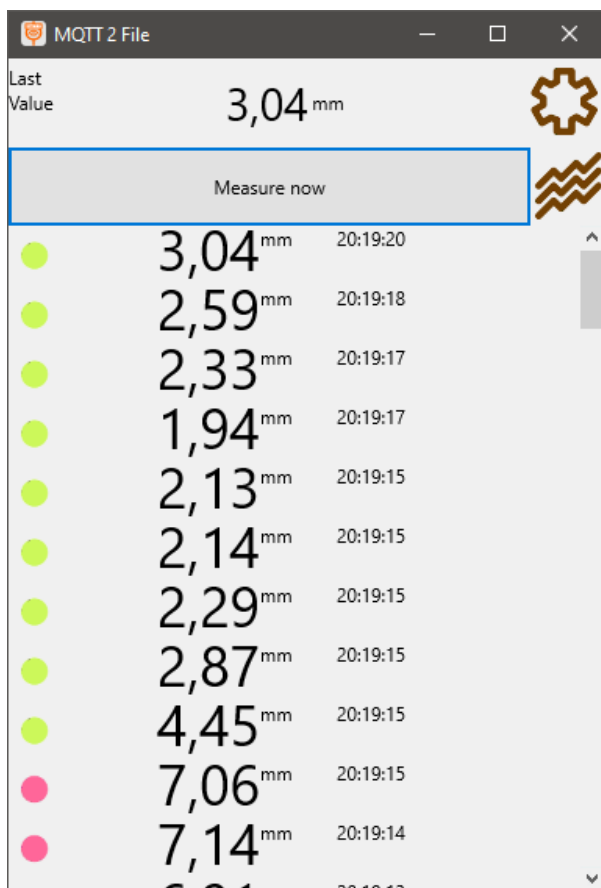 MQTT 2 File
Last
Value
3,04 mm
Measure now
3,04 mm 20:19:20
2,59 mm 20:19:18
2,33 mm 20:19:17
1,94 mm 20:19:17
2,13 mm 20:19:15
2,14 mm 20:19:15
2,29 mm 20:19:15
2,87 mm 20:19:15
4,45 mm 20:19:15
7,06 mm 20:19:15
7,14 mm 20:19:14